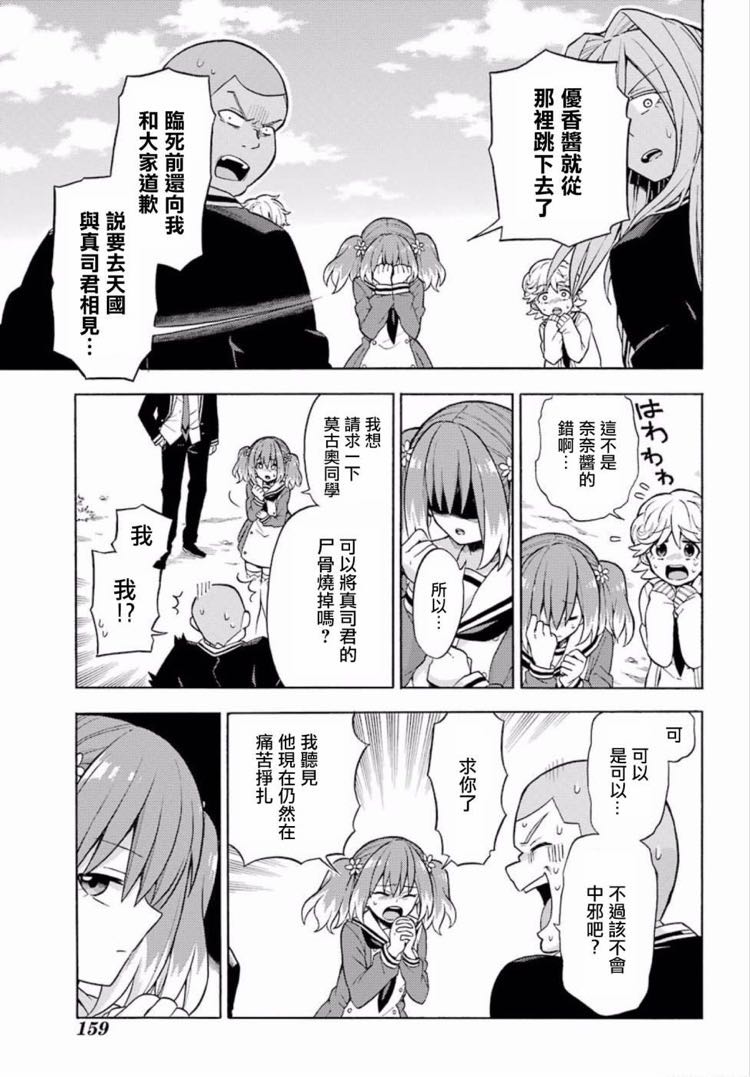 優香醬就從
那裡跳下去了
臨死前還向我
和大家道歉
説要去天國
與真司君相見…
はわわわ
這不是
奈奈醬的
錯啊…
所以…
我想
請求一下
莫古奧同學
可以將真司君的
尸骨燒掉嗎？
我
我!?
可
可以
是可以…
不過該不會
中邪吧？
求你了
我聽見
他現在仍然在
痛苦掙扎
159